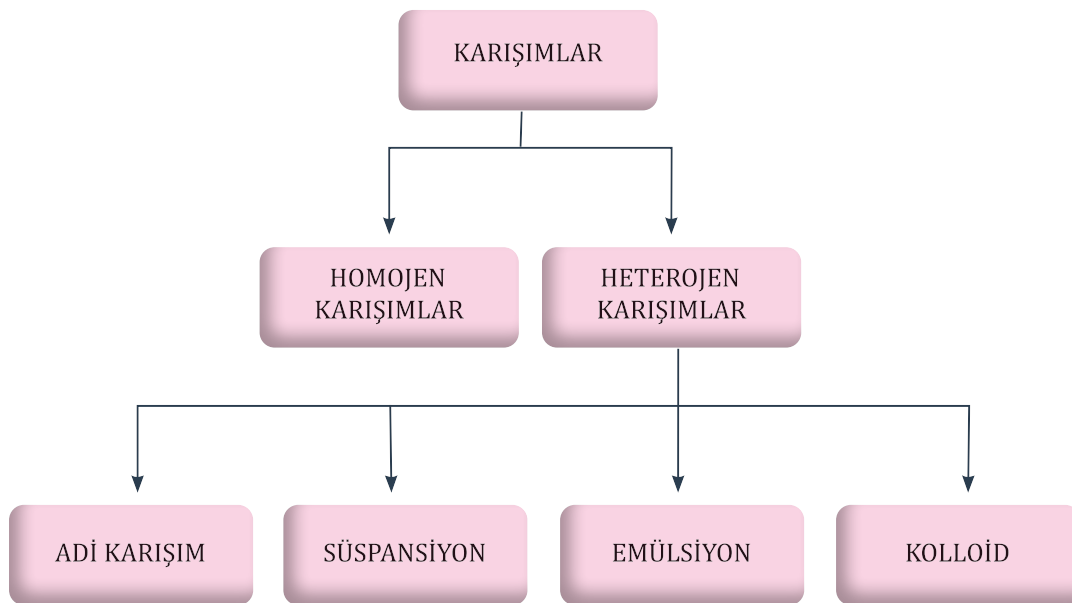 KARIŞIMLAR
HOMOJEN
KARIŞIMLAR
HETEROJEN
KARIŞIMLAR
ADİ KARIŞIM
SÜSPANSİYON
EMÜLSİYON
KOLLOİD